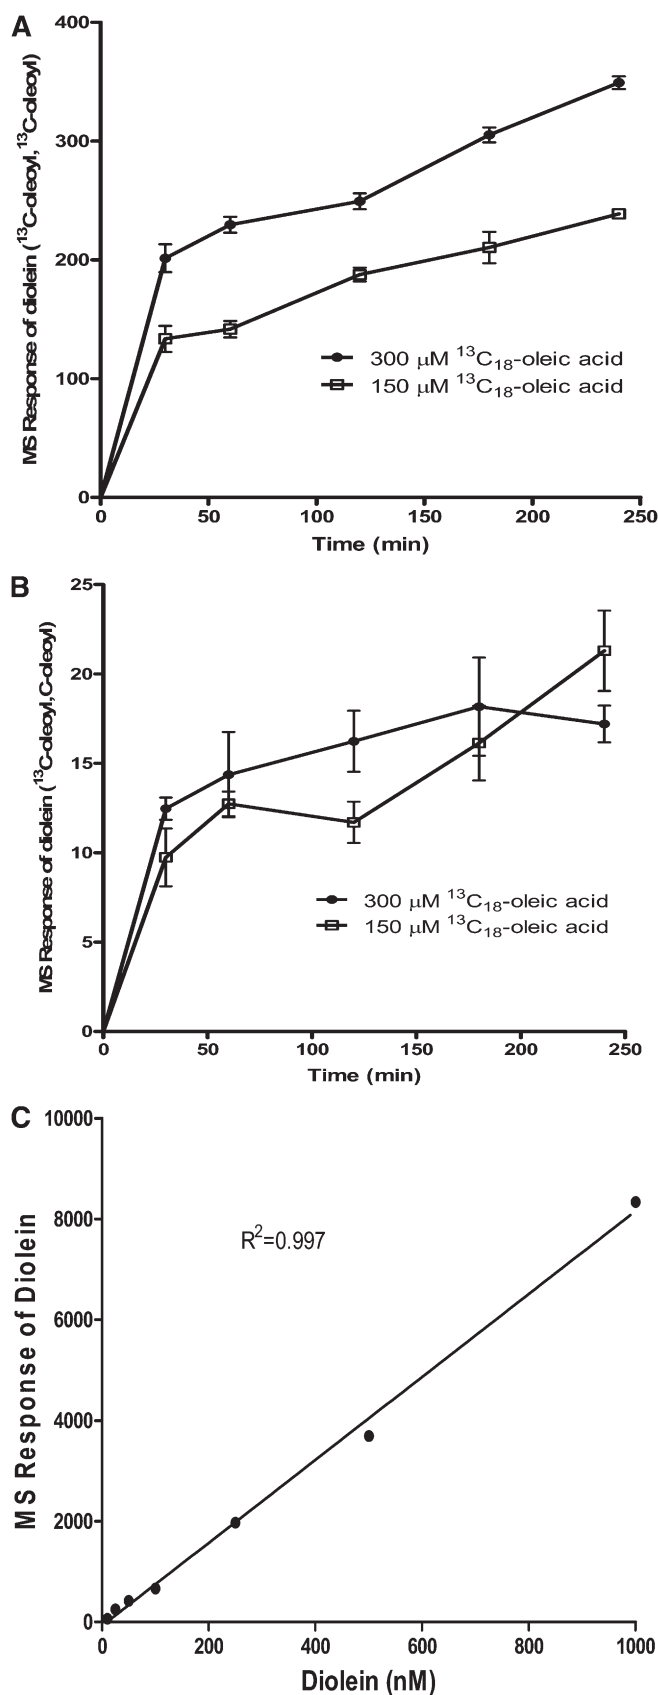 A
MS Response of diolein (¹³C-oleoyl, ¹³C-oleoyl)
400
300
200
100
0
300 μM ¹³C₁₈-oleic acid
150 μM ¹³C₁₈-oleic acid
0 50 100 150 200 250
Time (min)
B
MS Response of diolein (¹³C-oleoyl,C-oleoyl)
25
20
15
10
5
0
300 μM ¹³C₁₈-oleic acid
150 μM ¹³C₁₈-oleic acid
0 50 100 150 200 250
Time (min)
C
MS Response of Diolein
10000
8000
6000
4000
2000
0
R²=0.997
0 200 400 600 800 1000
Diolein (nM)